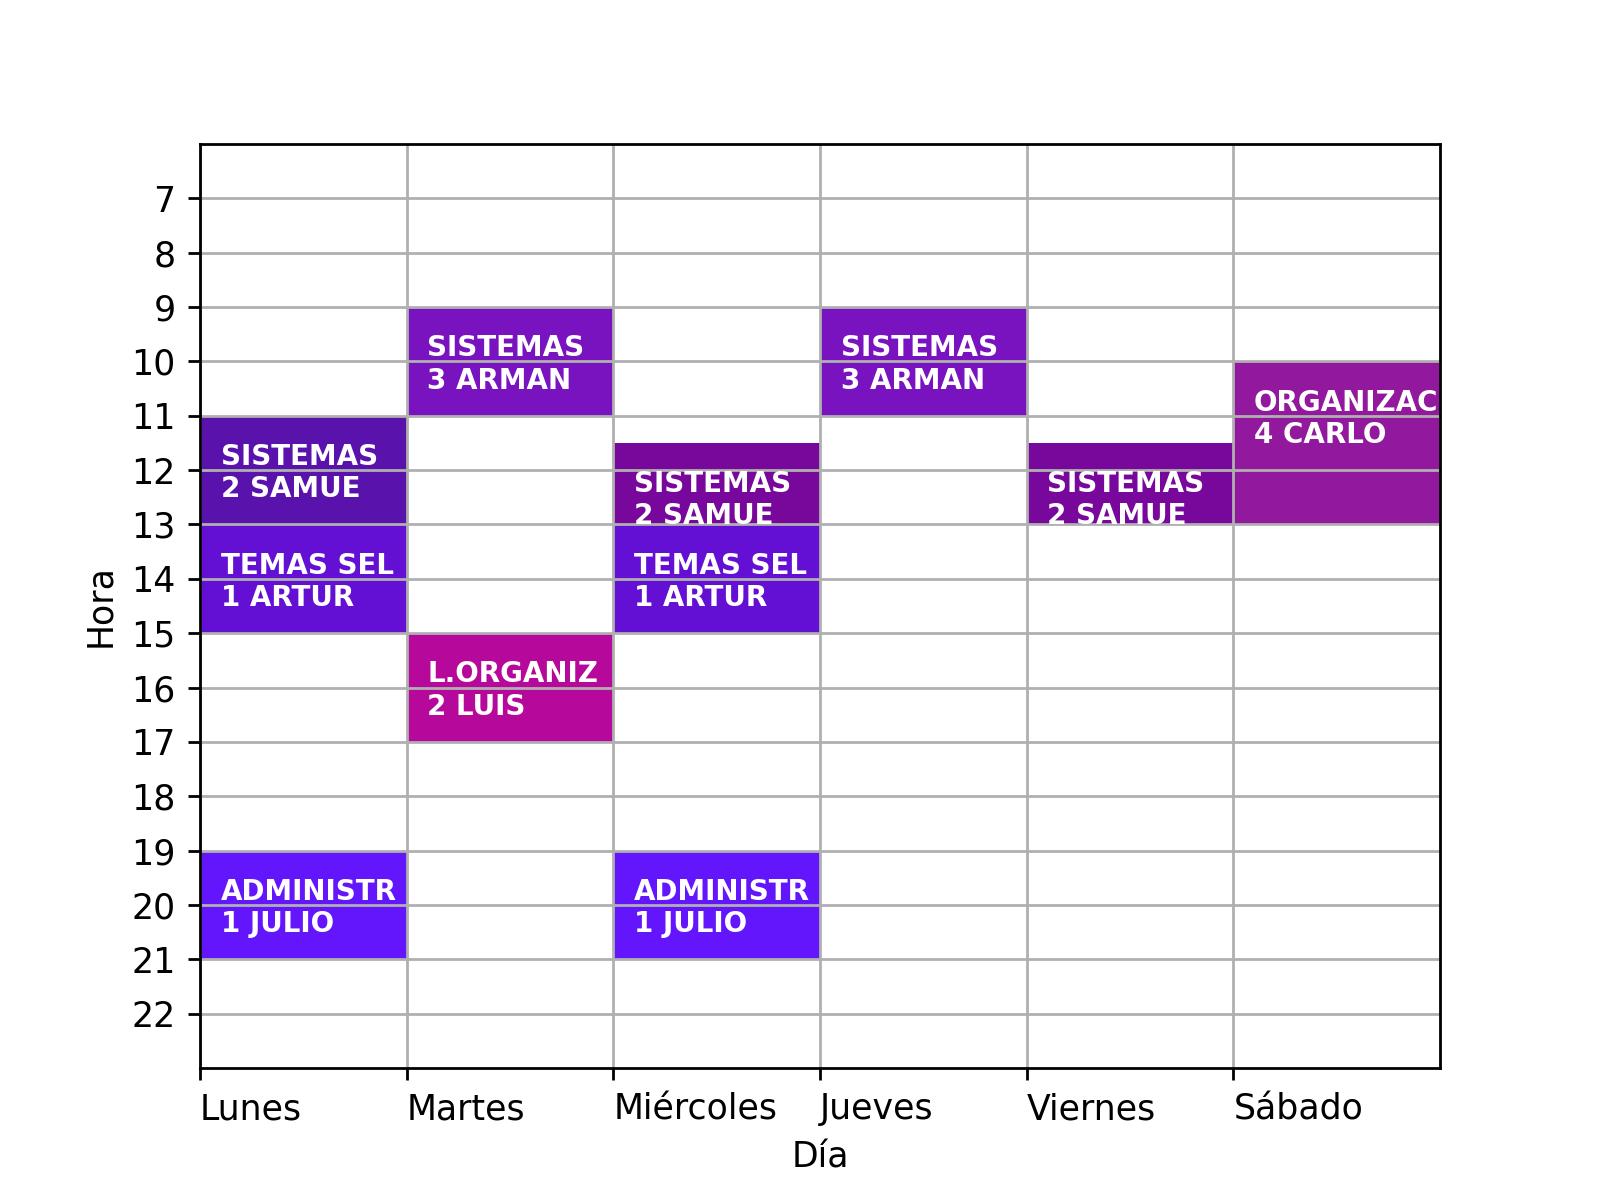 7
8
9
SISTEMAS
3 ARMAN
SISTEMAS
3 ARMAN
10
ORGANIZAC
4 CARLO
11
SISTEMAS
2 SAMUE
12
SISTEMAS
2 SAMUE
SISTEMAS
2 SAMUE
13
TEMAS SEL
1 ARTUR
TEMAS SEL
1 ARTUR
14
Hora
15
L.ORGANIZ
2 LUIS
16
17
18
19
ADMINISTR
1 JULIO
ADMINISTR
1 JULIO
20
21
22
Lunes Martes Miércoles Jueves Viernes Sábado
Día